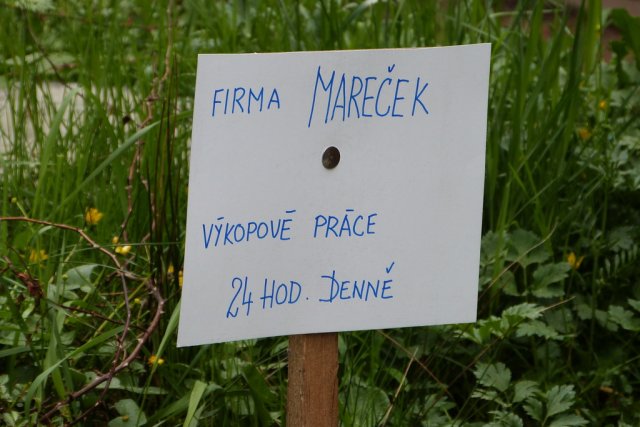 FIRMA MAREČEK
VÝKOPOVÉ PRÁCE
24 HOD. DENNĚ